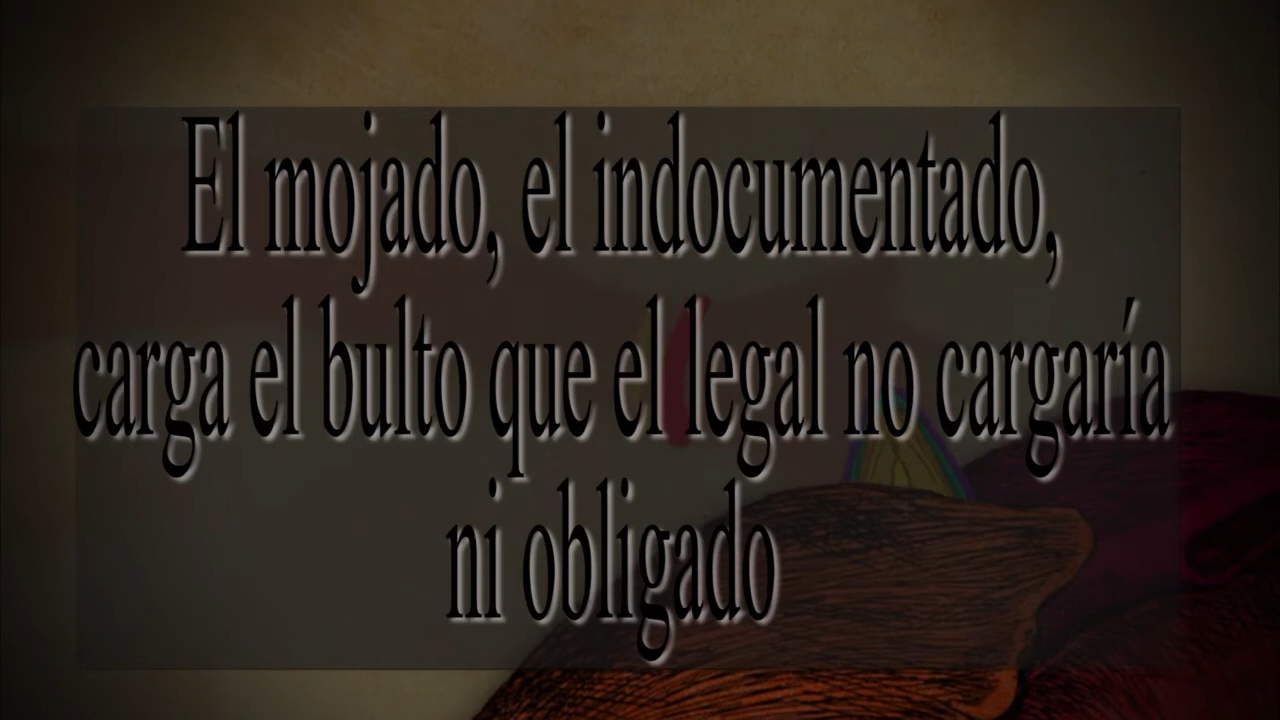 El mojado, el indocumentado,
carga el bulto que el legal no cargaría
ni obligado